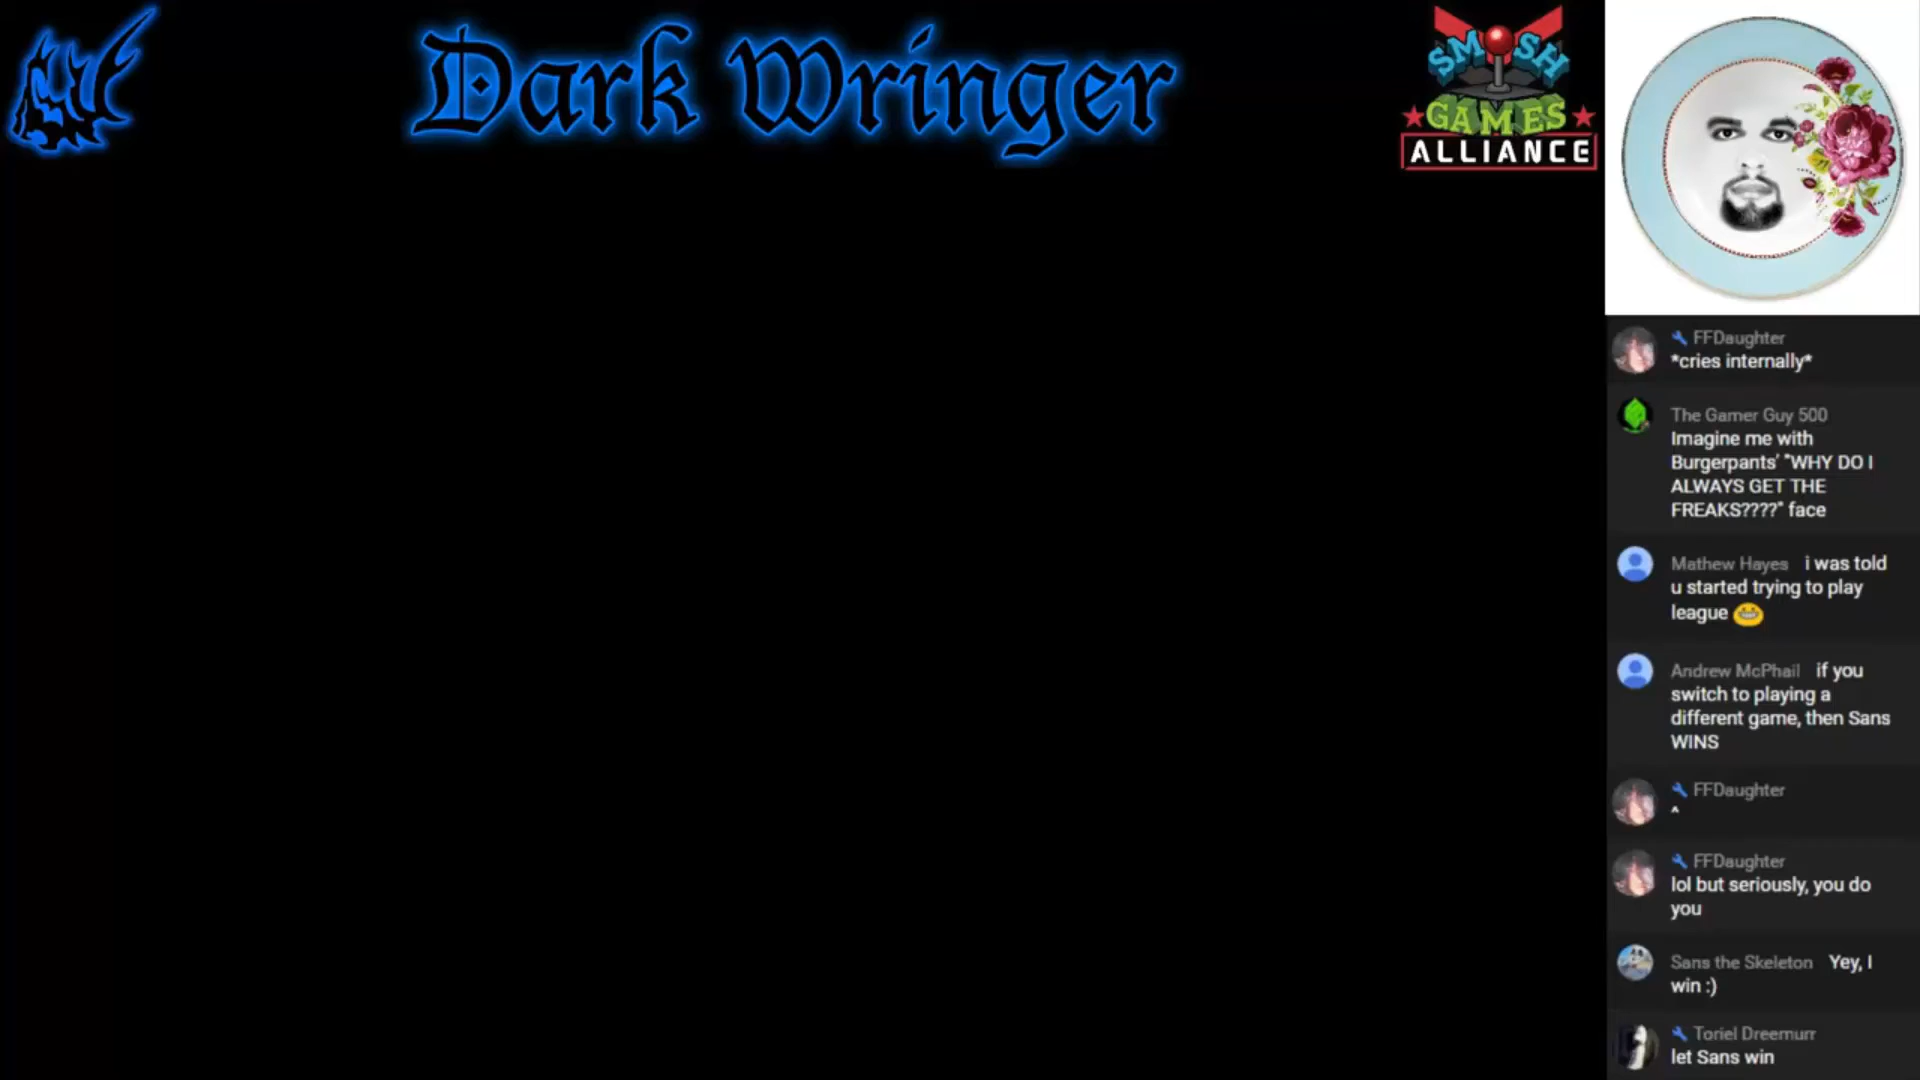 Dark Wringer
SMOSH
GAMES
ALLIANCE
FFDaughter
*cries internally*
The Gamer Guy 500
Imagine me with
Burgerpants' "WHY DO I
ALWAYS GET THE
FREAKS????" face
Mathew Hayes i was told
u started trying to play
league 😁
Andrew McPhail if you
switch to playing a
different game, then Sans
WINS
FFDaughter
^
FFDaughter
lol but seriously, you do
you
Sans the Skeleton Yey, I
win :)
Toriel Dreemurr
let Sans win